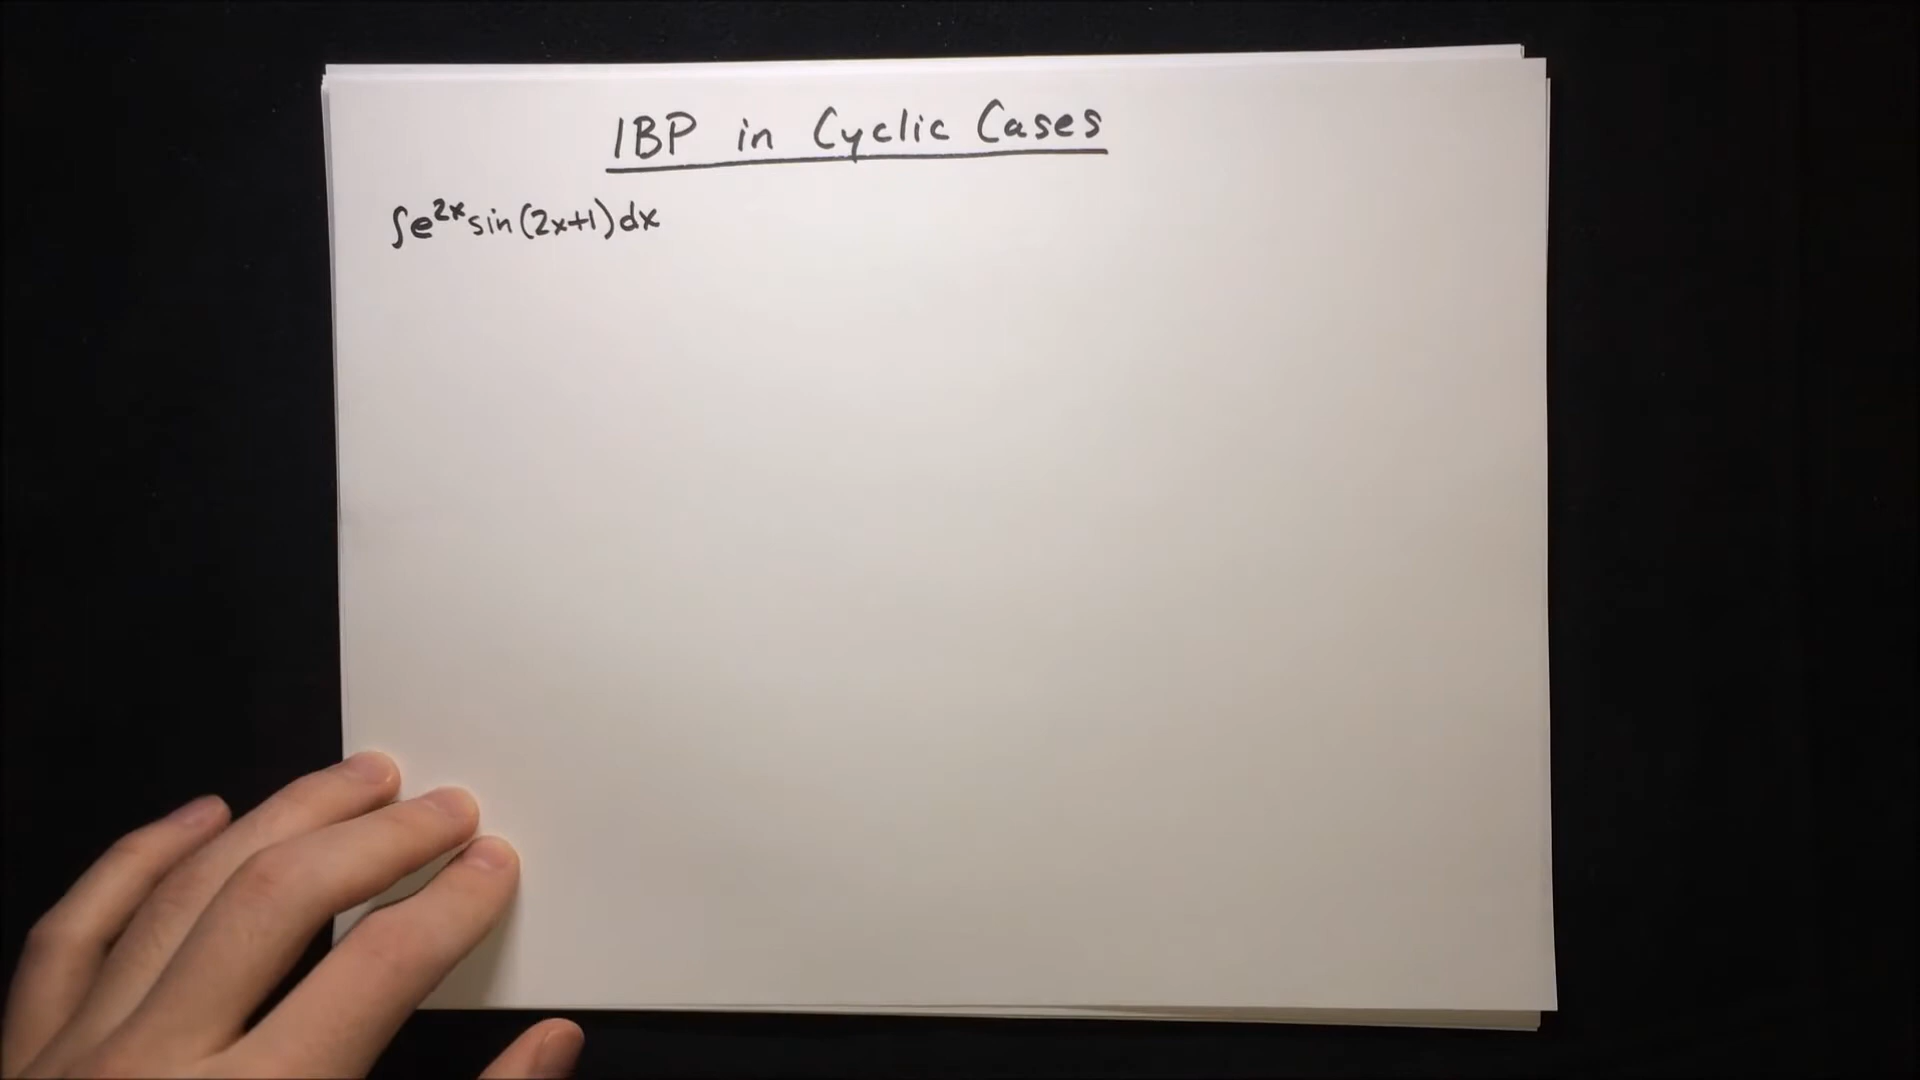 IBP in Cyclic Cases
∫e^{2x} sin(2x+1)dx